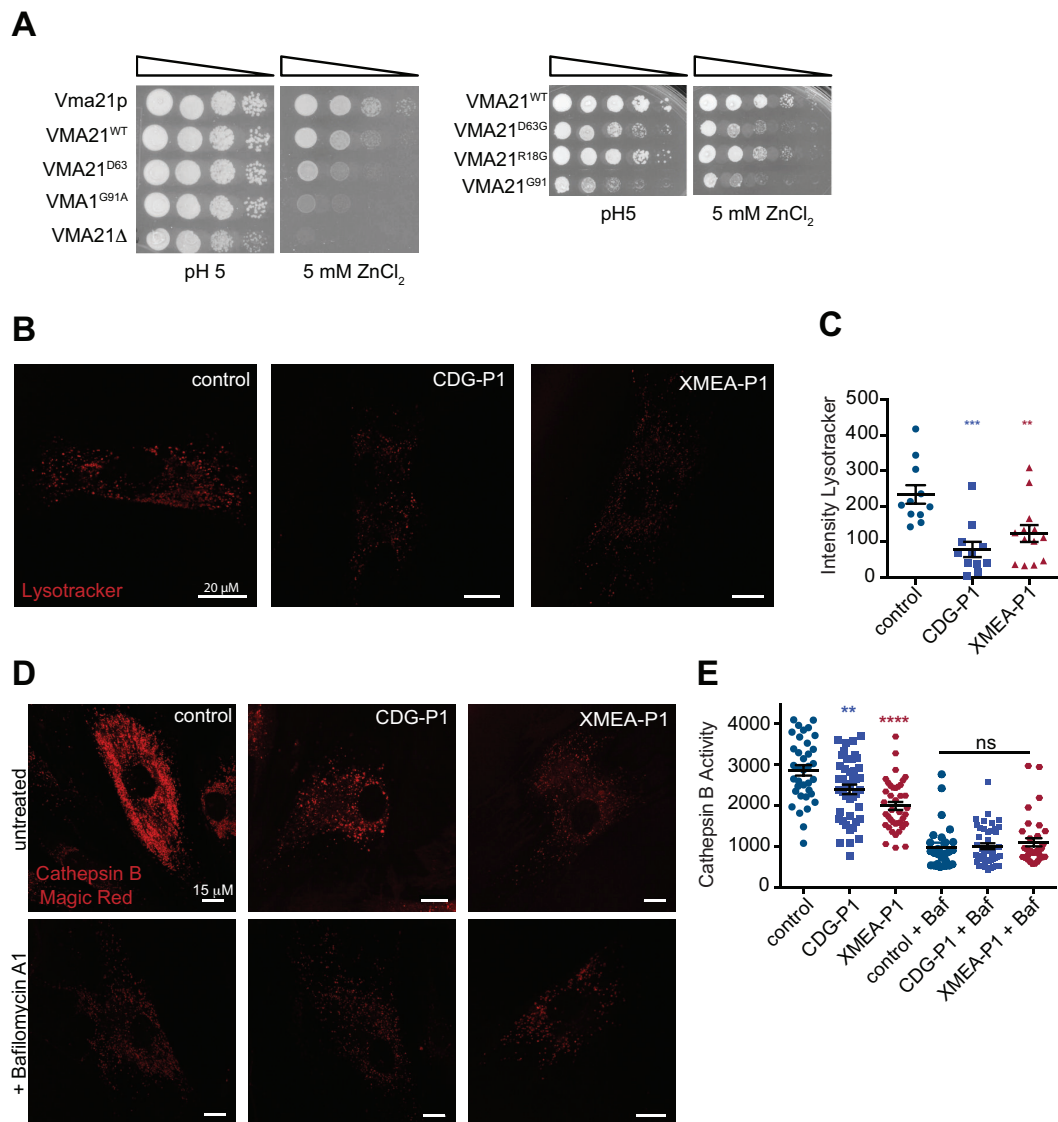 A
Vma21p
VMA21WT
VMA21D63
VMA1G91A
VMA21Δ
pH 5
5 mM ZnCl2
VMA21WT
VMA21D63G
VMA21R18G
VMA21G91
pH5
5 mM ZnCl2
B
control
CDG-P1
XMEA-P1
Lysotracker
20 µM
C
Intensity Lysotracker
500
400
300
200
100
0
***
**
control
CDG-P1
XMEA-P1
D
untreated
control
CDG-P1
XMEA-P1
Cathepsin B
Magic Red
15 µM
+ Bafilomycin A1
E
Cathepsin B Activity
4000
3000
2000
1000
0
**
****
ns
control
CDG-P1
XMEA-P1
control + Baf
CDG-P1 + Baf
XMEA-P1 + Baf